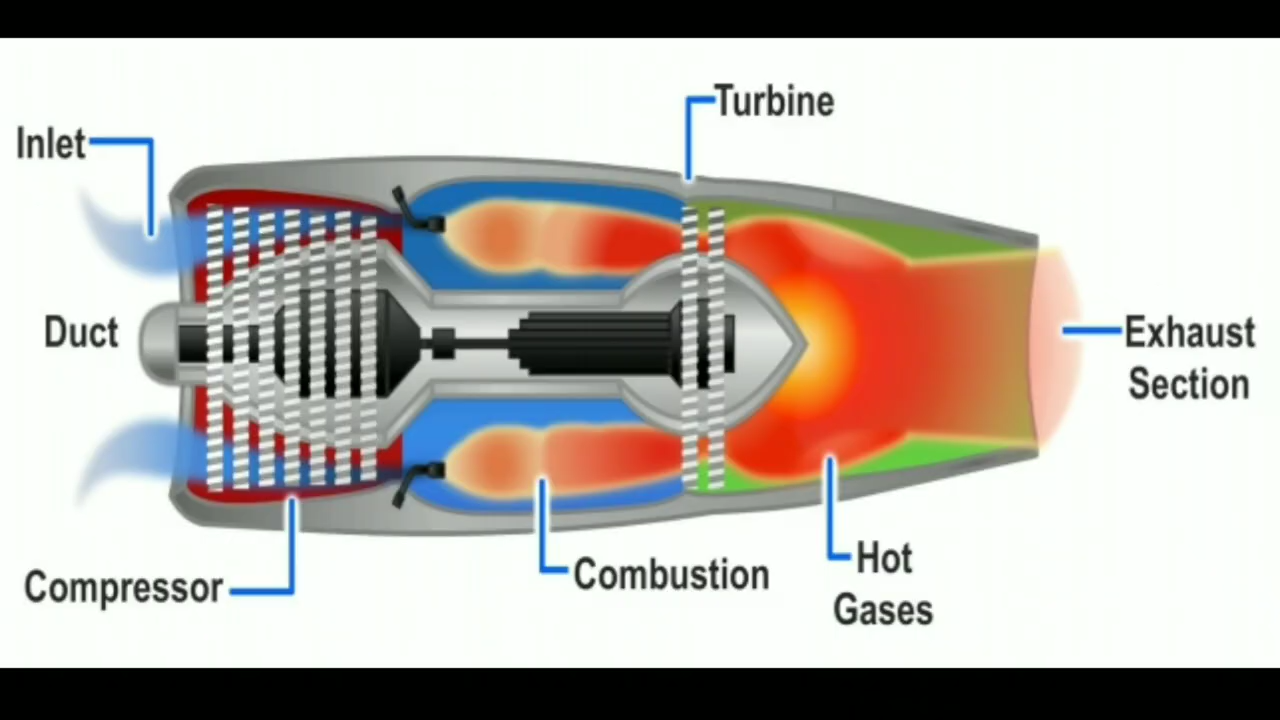 Turbine
Inlet
Duct
Exhaust
Section
Compressor
Combustion
Hot
Gases